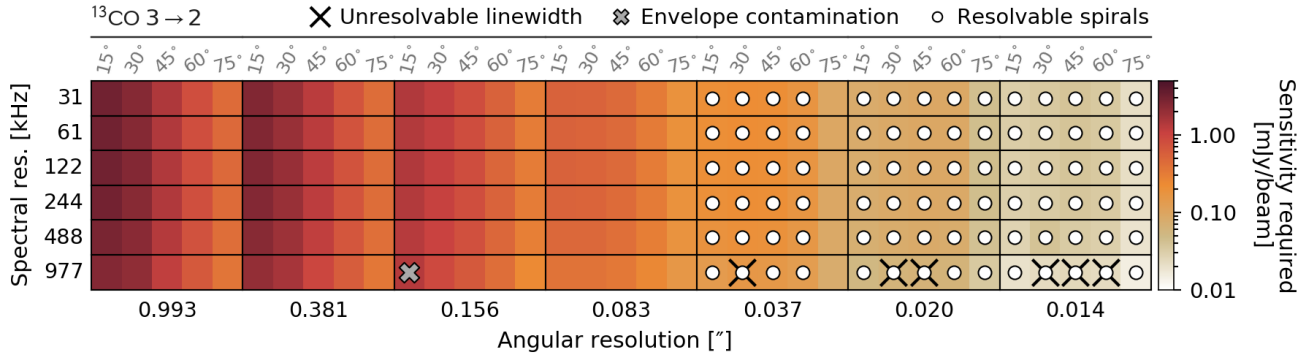 ¹³CO 3→2
Unresolvable linewidth
Envelope contamination
Resolvable spirals
15° 30° 45° 60° 75° 15° 30° 45° 60° 75° 15° 30° 45° 60° 75° 15° 30° 45° 60° 75° 15° 30° 45° 60° 75° 15° 30° 45° 60° 75° 15° 30° 45° 60° 75°
Spectral res. [kHz]
31
61
122
244
488
977
0.993 0.381 0.156 0.083 0.037 0.020 0.014
Angular resolution [″]
1.00
0.10
0.01
Sensitivity required
[mJy/beam]